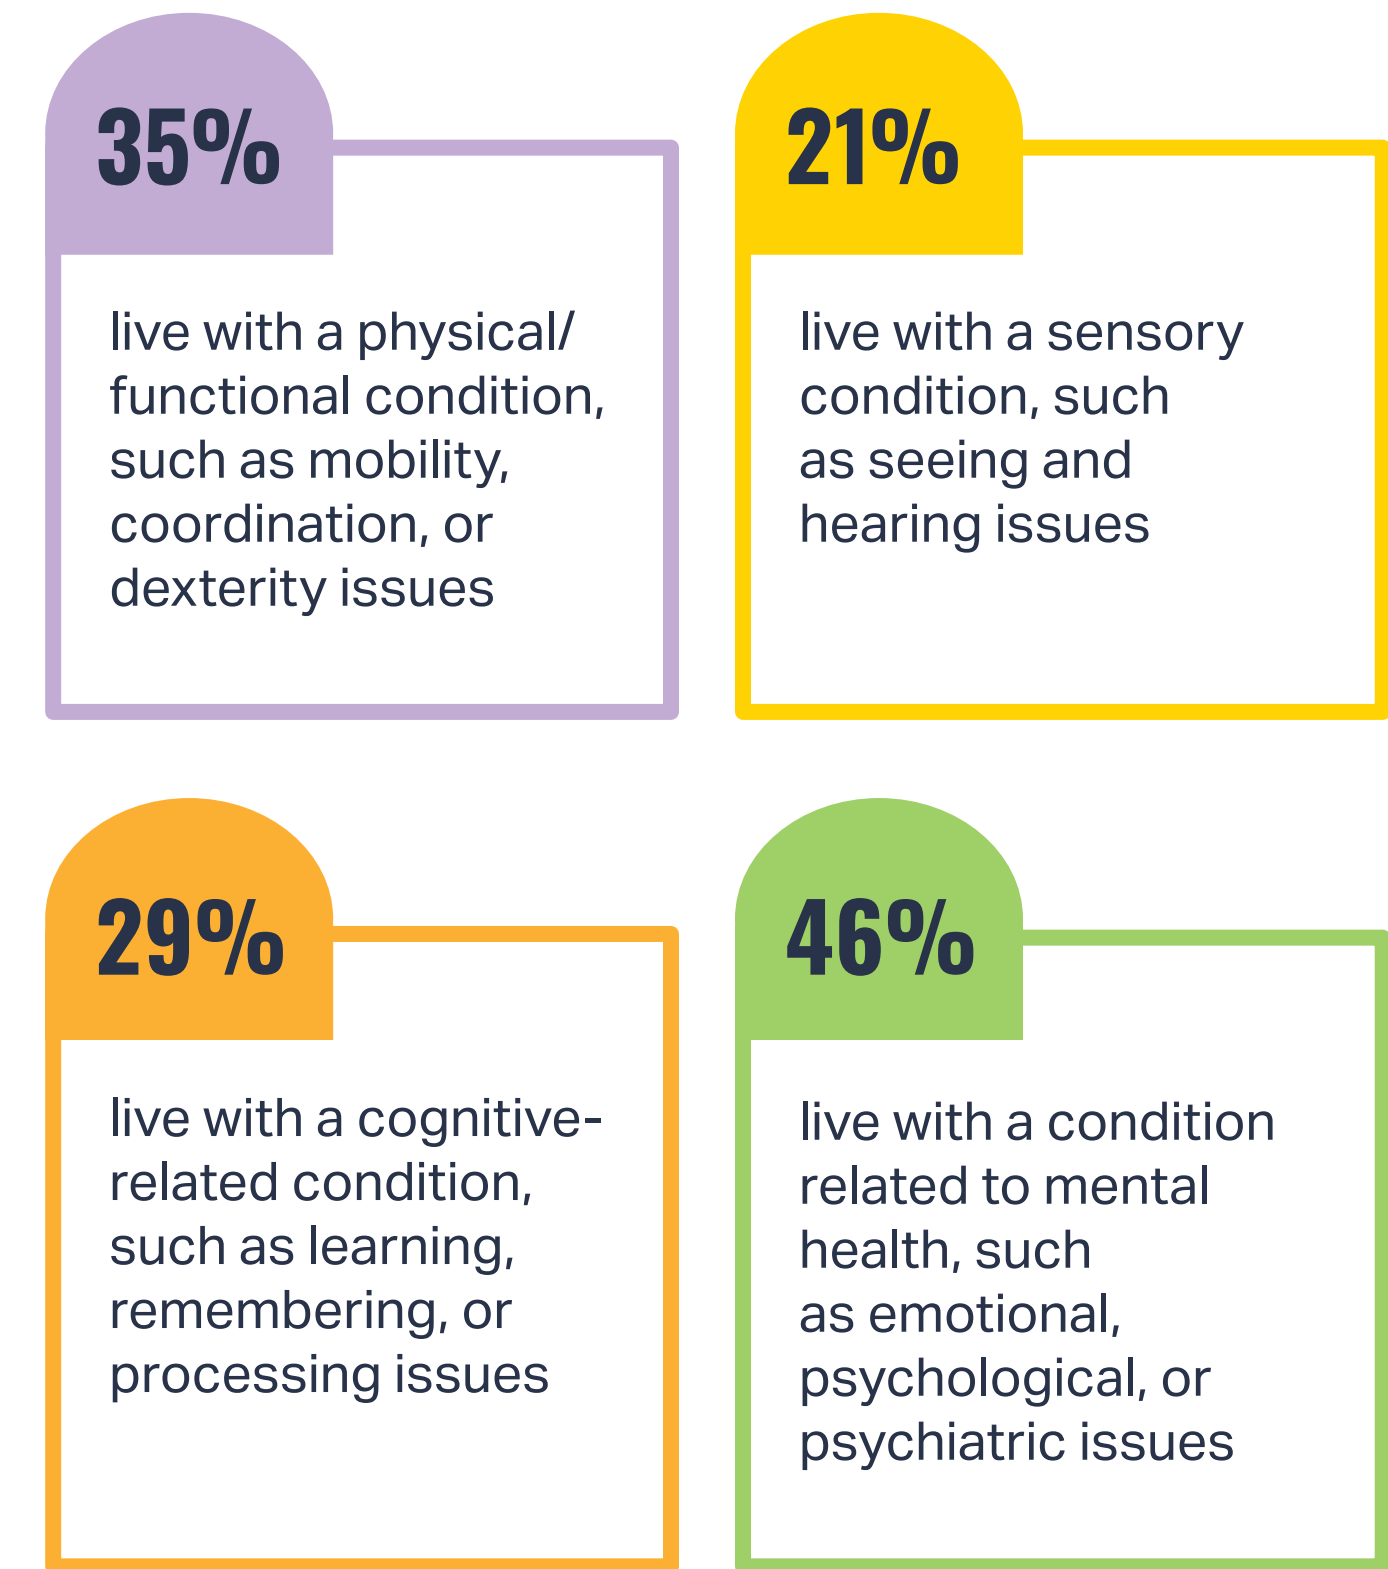 35%
live with a physical/
functional condition,
such as mobility,
coordination, or
dexterity issues
21%
live with a sensory
condition, such
as seeing and
hearing issues
29%
live with a cognitive-
related condition,
such as learning,
remembering, or
processing issues
46%
live with a condition
related to mental
health, such
as emotional,
psychological, or
psychiatric issues